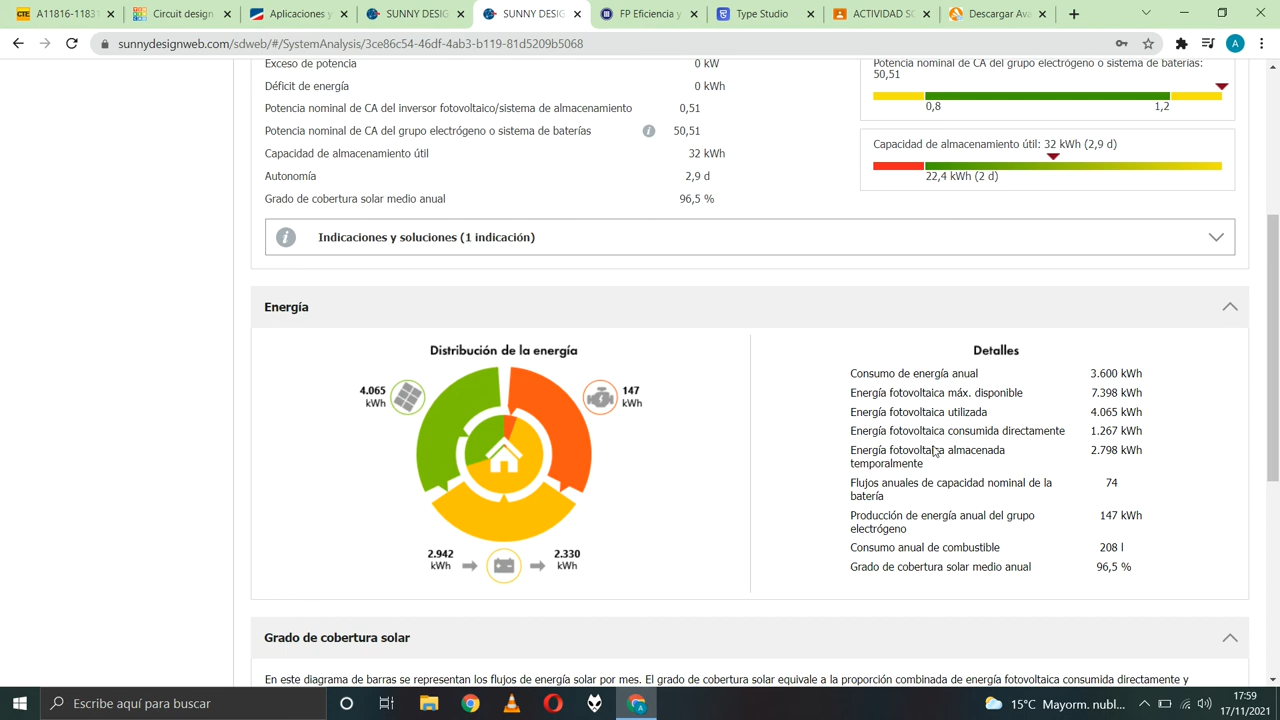 A11816-1183
Circuit design
Aplicaciones y
SUNNY DESIG
SUNNY DESIG
FP Eficiencia y
Type Studio
ACTIVIDAD SO
Descargar Ava
sunnydesignweb.com/sdweb/#/SystemAnalysis/3ce86c54-46df-4ab3-b119-81d5209b5068
A
Exceso de potencia 0 kW
Déficit de energía 0 kWh
Potencia nominal de CA del inversor fotovoltaico/sistema de almacenamiento 0,51
Potencia nominal de CA del grupo electrógeno o sistema de baterías 50,51
Capacidad de almacenamiento útil 32 kWh
Autonomía 2,9 d
Grado de cobertura solar medio anual 96,5 %
Potencia nominal de CA del grupo electrógeno o sistema de baterías:
50,51
0,8 1,2
Capacidad de almacenamiento útil: 32 kWh (2,9 d)
22,4 kWh (2 d)
Indicaciones y soluciones (1 indicación)
Energía
Distribución de la energía
4.065
kWh
147
kWh
2.942
kWh
2.330
kWh
Detalles
Consumo de energía anual 3.600 kWh
Energía fotovoltaica máx. disponible 7.398 kWh
Energía fotovoltaica utilizada 4.065 kWh
Energía fotovoltaica consumida directamente 1.267 kWh
Energía fotovoltaica almacenada 2.798 kWh
temporalmente
Flujos anuales de capacidad nominal de la 74
batería
Producción de energía anual del grupo 147 kWh
electrógeno
Consumo anual de combustible 208 l
Grado de cobertura solar medio anual 96,5 %
Grado de cobertura solar
En este diagrama de barras se representan los flujos de energía solar por mes. El grado de cobertura solar equivale a la proporción combinada de energía fotovoltaica consumida directamente y
Escribe aquí para buscar
15°C Mayorm. nubl...
17:59
17/11/2021